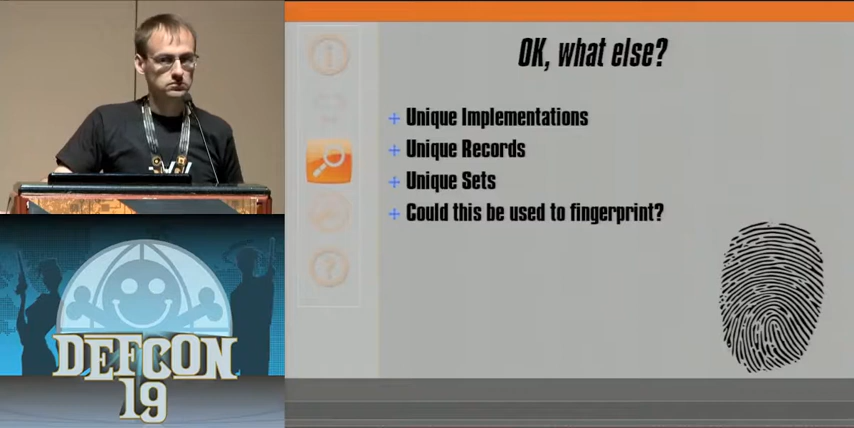 OK, what else?
+ Unique Implementations
+ Unique Records
+ Unique Sets
+ Could this be used to fingerprint?
DEFCON
19